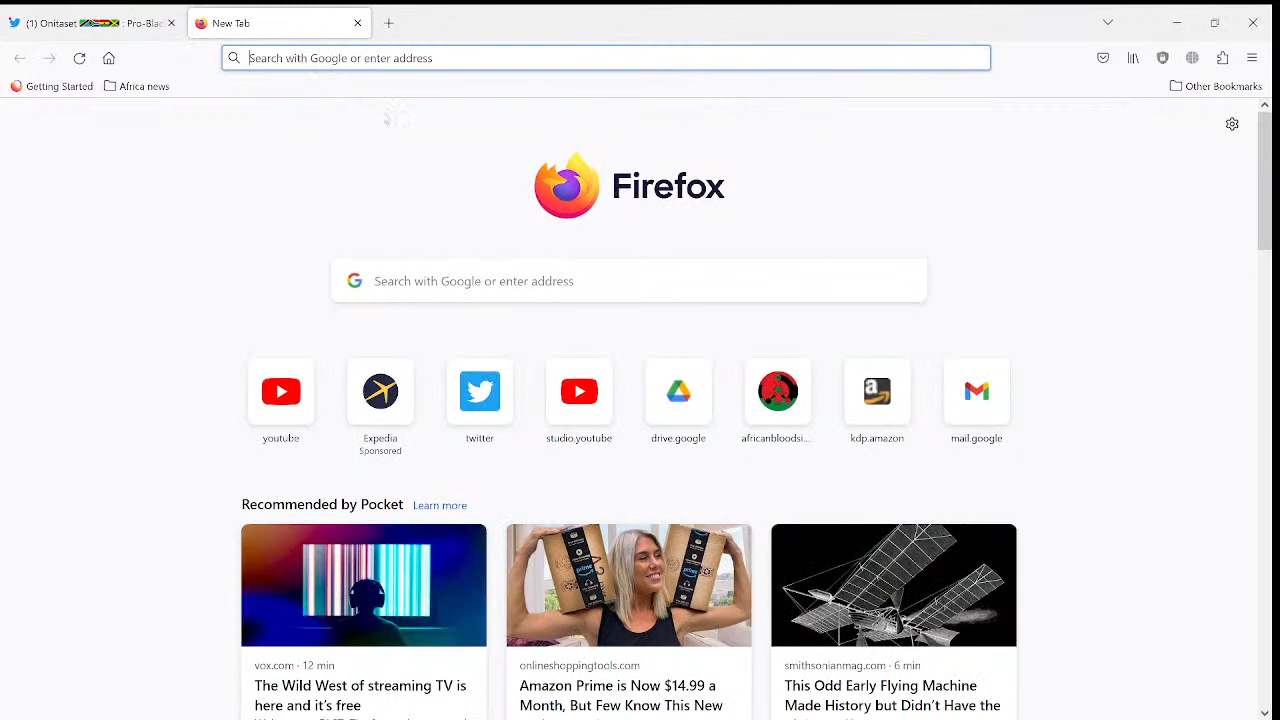 (1) Onitaset : Pro-Blac
New Tab
Search with Google or enter address
Getting Started
Africa news
Other Bookmarks
Firefox
Search with Google or enter address
youtube
Expedia
Sponsored
twitter
studio.youtube
drive.google
africanbloodsi...
kdp.amazon
mail.google
Recommended by Pocket Learn more
vox.com · 12 min
The Wild West of streaming TV is
here and it's free
onlineshoppingtools.com
Amazon Prime is Now $14.99 a
Month, But Few Know This New
smithsonianmag.com · 6 min
This Odd Early Flying Machine
Made History but Didn't Have the